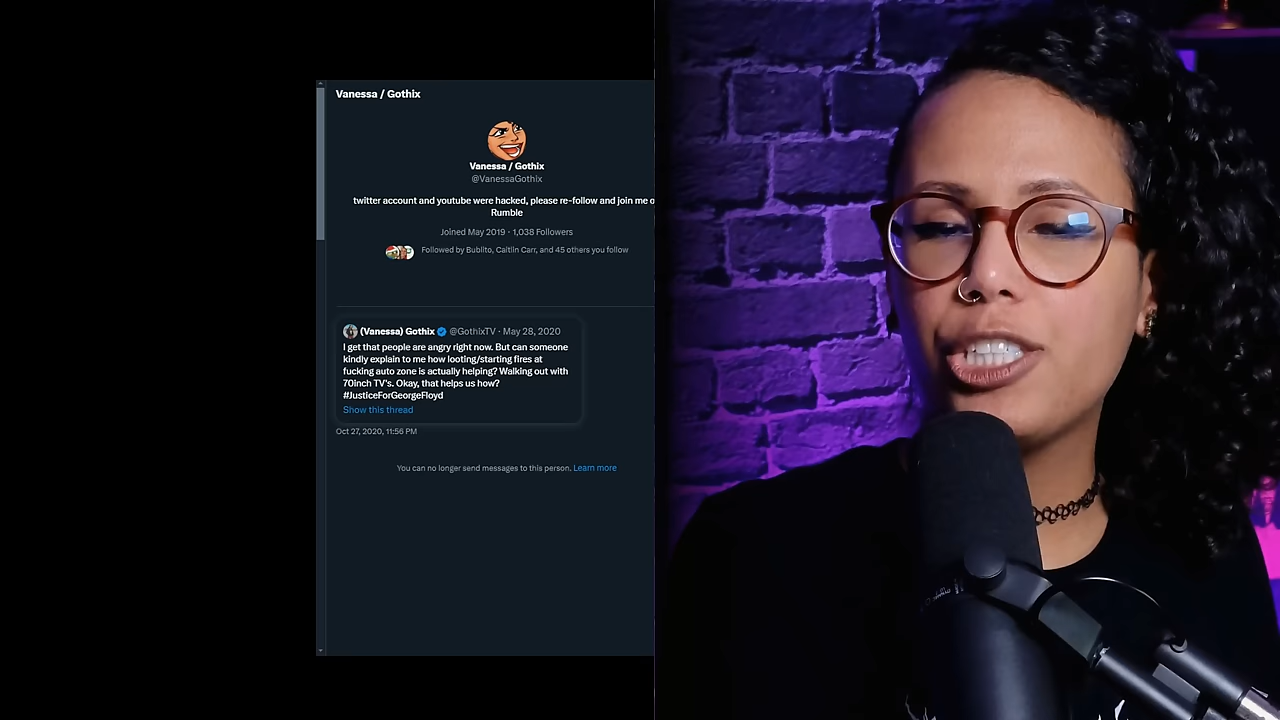 Vanessa / Gothix
Vanessa / Gothix
@VanessaGothix
twitter account and youtube were hacked, please re-follow and join me o
Rumble
Joined May 2019 · 1,038 Followers
Followed by Bublito, Caitlin Carr, and 45 others you follow
(Vanessa) Gothix @GothixTV · May 28, 2020
I get that people are angry right now. But can someone
kindly explain to me how looting/starting fires at
fucking auto zone is actually helping? Walking out with
70inch TV's. Okay, that helps us how?
#JusticeForGeorgeFloyd
Show this thread
Oct 27, 2020, 11:56 PM
You can no longer send messages to this person. Learn more